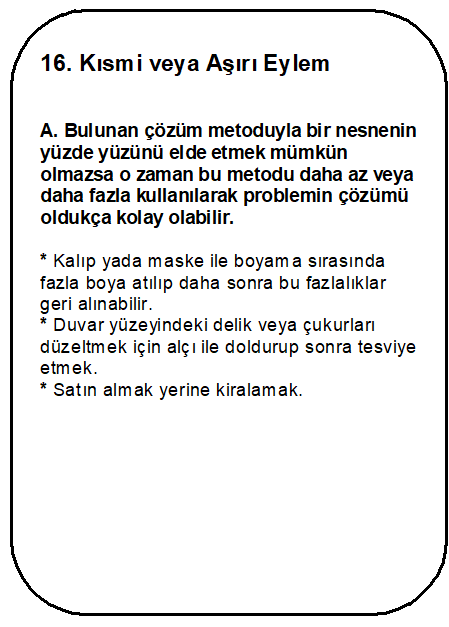 16. Kısmi veya Aşırı Eylem
A. Bulunan çözüm metoduyla bir nesnenin
yüzde yüzünü elde etmek mümkün
olmazsa o zaman bu metodu daha az veya
daha fazla kullanılarak problemin çözümü
oldukça kolay olabilir.
* Kalıp yada maske ile boyama sırasında
fazla boya atılıp daha sonra bu fazlalıklar
geri alınabilir.
* Duvar yüzeyindeki delik veya çukurları
düzeltmek için alçı ile doldurup sonra tesviye
etmek.
* Satın almak yerine kiralamak.